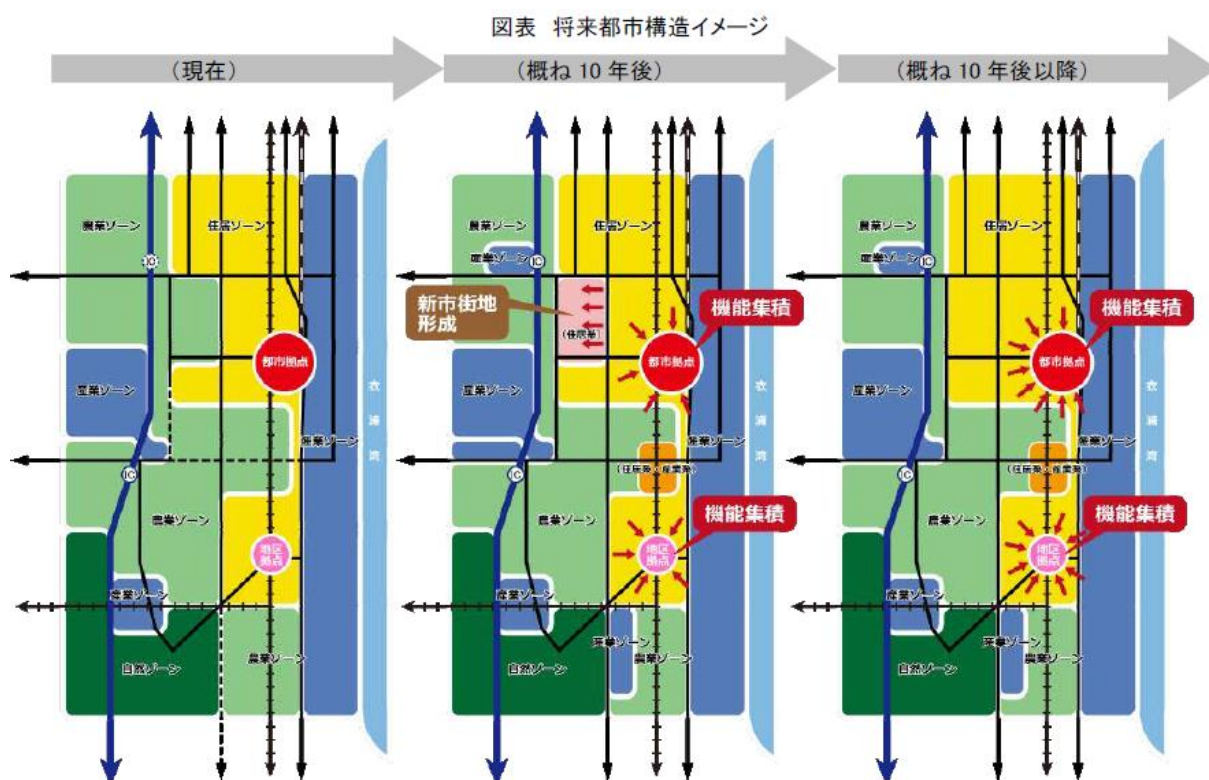 図表 将来都市構造イメージ
（現在）
（概ね 10 年後）
（概ね 10 年後以降）
農業ゾーン
住居ゾーン
IC
都市拠点
産業ゾーン
衣浦湾
産業ゾーン
IC
農業ゾーン
地区
拠点
産業ゾーン
自然ゾーン
農業ゾーン
農業ゾーン
住居ゾーン
産業ゾーン
IC
新市街地
形成
（住居系）
機能集積
都市拠点
産業ゾーン
衣浦湾
産業ゾーン
（住居系・産業系）
IC
農業ゾーン
機能集積
地区
拠点
産業ゾーン
産業ゾーン
自然ゾーン
農業ゾーン
農業ゾーン
住居ゾーン
産業ゾーン
IC
機能集積
都市拠点
産業ゾーン
衣浦湾
産業ゾーン
（住居系・産業系）
IC
農業ゾーン
機能集積
地区
拠点
産業ゾーン
産業ゾーン
自然ゾーン
農業ゾーン